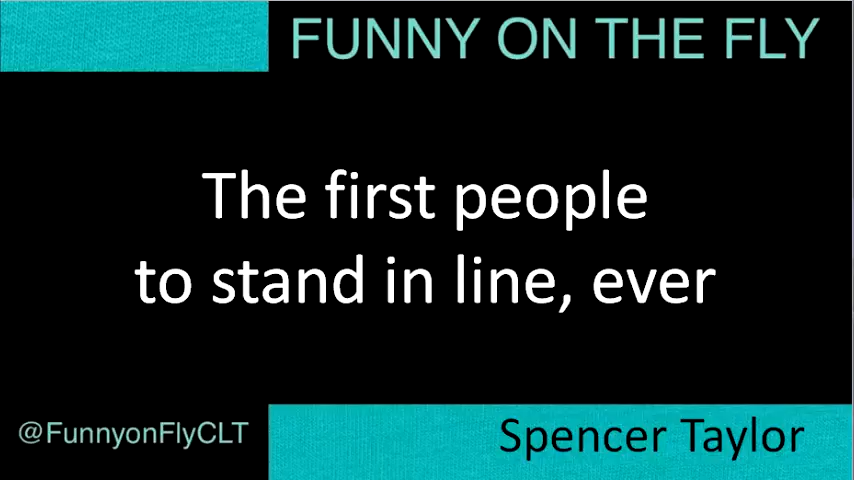 FUNNY ON THE FLY
The first people
to stand in line, ever
@FunnyonFlyCLT
Spencer Taylor